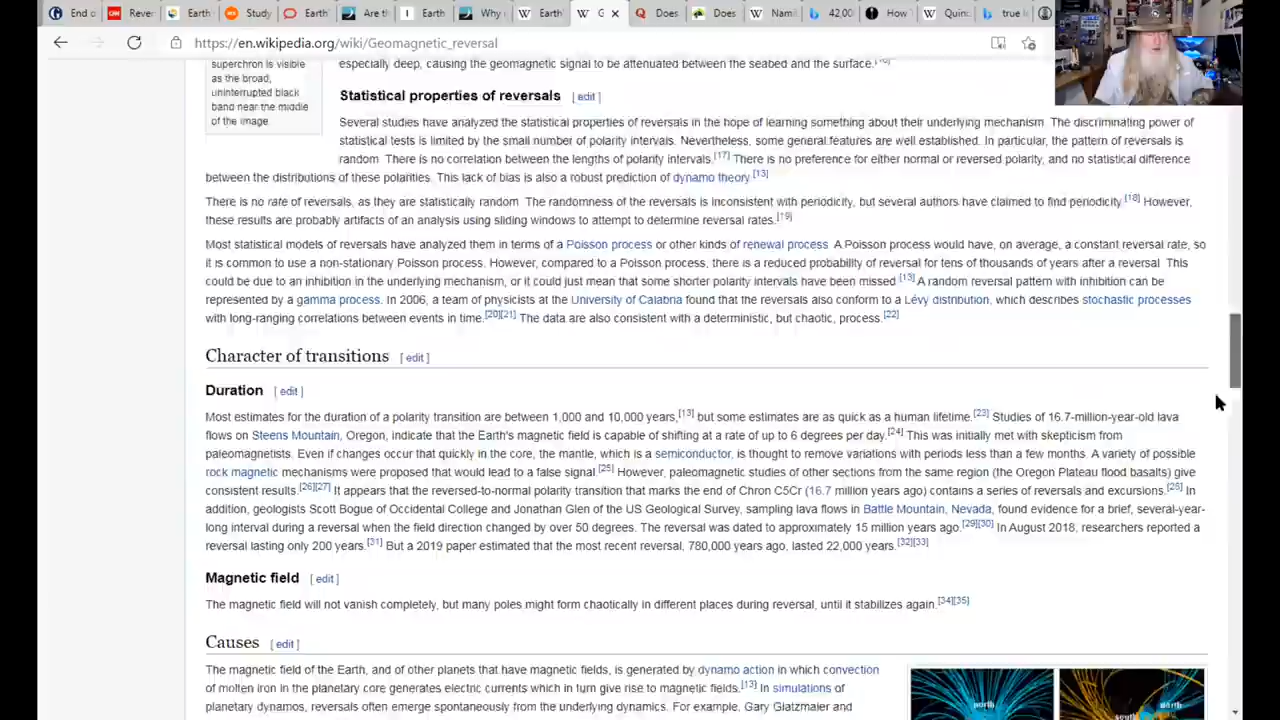 End o
Rever
Earth
Study
Earth
Are th
Earth
Why
Earth
G
Does
Does
Namil
42,00
How
Quin
true l
https://en.wikipedia.org/wiki/Geomagnetic_reversal
superchron is visible
as the broad,
uninterrupted black
band near the middle
of the image
especially deep, causing the geomagnetic signal to be attenuated between the seabed and the surface.[16]
Statistical properties of reversals [ edit ]
Several studies have analyzed the statistical properties of reversals in the hope of learning something about their underlying mechanism. The discriminating power of
statistical tests is limited by the small number of polarity intervals. Nevertheless, some general features are well established. In particular, the pattern of reversals is
random. There is no correlation between the lengths of polarity intervals.[17] There is no preference for either normal or reversed polarity, and no statistical difference
between the distributions of these polarities. This lack of bias is also a robust prediction of dynamo theory.[13]
There is no rate of reversals, as they are statistically random. The randomness of the reversals is inconsistent with periodicity, but several authors have claimed to find periodicity.[18] However,
these results are probably artifacts of an analysis using sliding windows to attempt to determine reversal rates.[19]
Most statistical models of reversals have analyzed them in terms of a Poisson process or other kinds of renewal process. A Poisson process would have, on average, a constant reversal rate, so
it is common to use a non-stationary Poisson process. However, compared to a Poisson process, there is a reduced probability of reversal for tens of thousands of years after a reversal. This
could be due to an inhibition in the underlying mechanism, or it could just mean that some shorter polarity intervals have been missed.[13] A random reversal pattern with inhibition can be
represented by a gamma process. In 2006, a team of physicists at the University of Calabria found that the reversals also conform to a Lévy distribution, which describes stochastic processes
with long-ranging correlations between events in time.[20][21] The data are also consistent with a deterministic, but chaotic, process.[22]
Character of transitions [ edit ]
Duration [ edit ]
Most estimates for the duration of a polarity transition are between 1,000 and 10,000 years,[13] but some estimates are as quick as a human lifetime.[23] Studies of 16.7-million-year-old lava
flows on Steens Mountain, Oregon, indicate that the Earth's magnetic field is capable of shifting at a rate of up to 6 degrees per day.[24] This was initially met with skepticism from
paleomagnetists. Even if changes occur that quickly in the core, the mantle, which is a semiconductor, is thought to remove variations with periods less than a few months. A variety of possible
rock magnetic mechanisms were proposed that would lead to a false signal.[25] However, paleomagnetic studies of other sections from the same region (the Oregon Plateau flood basalts) give
consistent results.[26][27] It appears that the reversed-to-normal polarity transition that marks the end of Chron C5Cr (16.7 million years ago) contains a series of reversals and excursions.[28] In
addition, geologists Scott Bogue of Occidental College and Jonathan Glen of the US Geological Survey, sampling lava flows in Battle Mountain, Nevada, found evidence for a brief, several-year-
long interval during a reversal when the field direction changed by over 50 degrees. The reversal was dated to approximately 15 million years ago.[29][30] In August 2018, researchers reported a
reversal lasting only 200 years.[31] But a 2019 paper estimated that the most recent reversal, 780,000 years ago, lasted 22,000 years.[32][33]
Magnetic field [ edit ]
The magnetic field will not vanish completely, but many poles might form chaotically in different places during reversal, until it stabilizes again.[34][35]
Causes [ edit ]
The magnetic field of the Earth, and of other planets that have magnetic fields, is generated by dynamo action in which convection
of molten iron in the planetary core generates electric currents which in turn give rise to magnetic fields.[13] In simulations of
planetary dynamos, reversals often emerge spontaneously from the underlying dynamics. For example, Gary Glatzmaier and
north
south
north